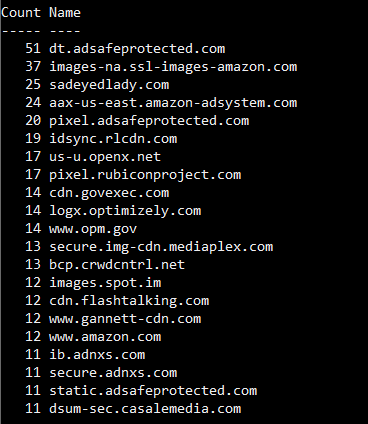 Count Name
----- ----
51 dt.adsafeprotected.com
37 images-na.ssl-images-amazon.com
25 sadeyedlady.com
24 aax-us-east.amazon-adsystem.com
20 pixel.adsafeprotected.com
19 idsync.rlcdn.com
17 us-u.openx.net
17 pixel.rubiconproject.com
14 cdn.govexec.com
14 logx.optimizely.com
14 www.opm.gov
13 secure.img-cdn.mediaplex.com
13 bcp.crwdcntrl.net
12 images.spot.im
12 cdn.flashtalking.com
12 www.gannett-cdn.com
12 www.amazon.com
11 ib.adnxs.com
11 secure.adnxs.com
11 static.adsafeprotected.com
11 dsum-sec.casalemedia.com